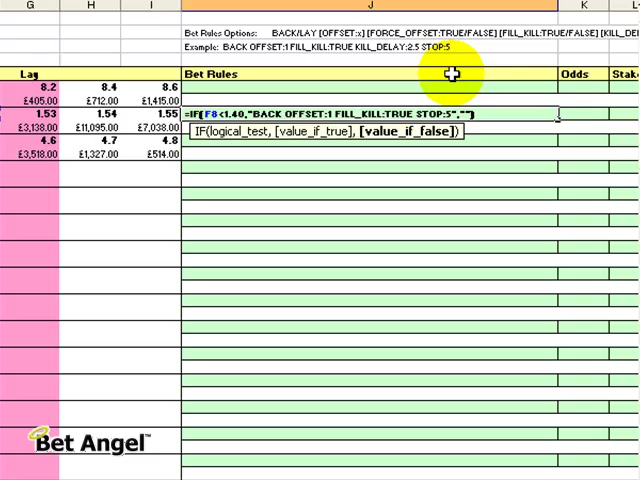 G H I J K L
Bet Rules Options: BACK/LAY [OFFSET:x] [FORCE_OFFSET:TRUE/FALSE] [FILL_KILL:TRUE/FALSE] [KILL_DEL
Example: BACK OFFSET:1 FILL_KILL:TRUE KILL_DELAY:2.5 STOP:5
Lay Bet Rules Odds Stak
8.2 8.4 8.6
£405.00 £712.00 £1,415.00
1.53 1.54 1.55 =IF(F8<1.40,"BACK OFFSET:1 FILL_KILL:TRUE STOP:5","")
£3,138.00 £11,095.00 £7,038.00 IF(logical_test, [value_if_true], [value_if_false])
4.6 4.7 4.8
£3,518.00 £1,327.00 £514.00
Bet Angel™